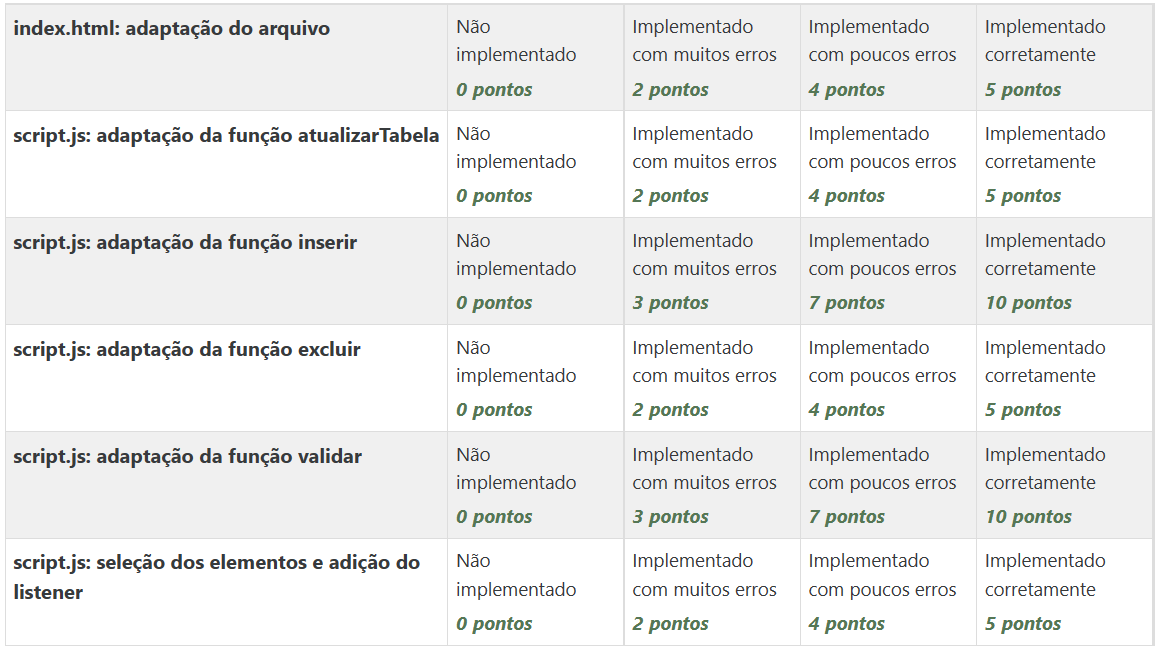 index.html: adaptação do arquivo
Não
implementado
0 pontos
Implementado
com muitos erros
2 pontos
Implementado
com poucos erros
4 pontos
Implementado
corretamente
5 pontos
script.js: adaptação da função atualizarTabela
Não
implementado
0 pontos
Implementado
com muitos erros
2 pontos
Implementado
com poucos erros
4 pontos
Implementado
corretamente
5 pontos
script.js: adaptação da função inserir
Não
implementado
0 pontos
Implementado
com muitos erros
3 pontos
Implementado
com poucos erros
7 pontos
Implementado
corretamente
10 pontos
script.js: adaptação da função excluir
Não
implementado
0 pontos
Implementado
com muitos erros
2 pontos
Implementado
com poucos erros
4 pontos
Implementado
corretamente
5 pontos
script.js: adaptação da função validar
Não
implementado
0 pontos
Implementado
com muitos erros
3 pontos
Implementado
com poucos erros
7 pontos
Implementado
corretamente
10 pontos
script.js: seleção dos elementos e adição do
listener
Não
implementado
0 pontos
Implementado
com muitos erros
2 pontos
Implementado
com poucos erros
4 pontos
Implementado
corretamente
5 pontos